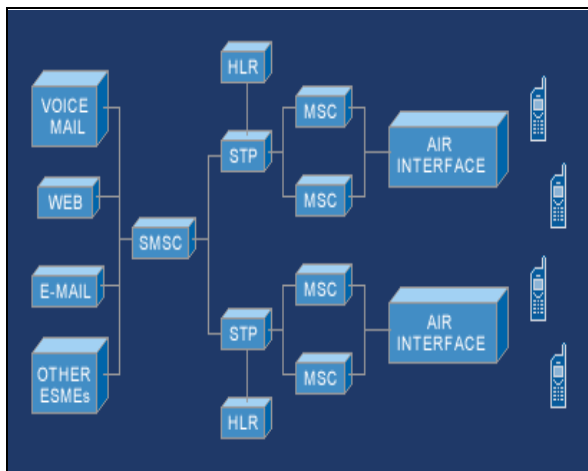 VOICE
MAIL
WEB
E-MAIL
OTHER
ESMEs
SMSC
HLR
STP
MSC
MSC
AIR
INTERFACE
STP
HLR
MSC
MSC
AIR
INTERFACE